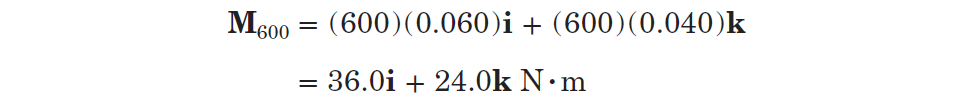 M₆₀₀ = (600)(0.060)i + (600)(0.040)k
= 36.0i + 24.0k N·m